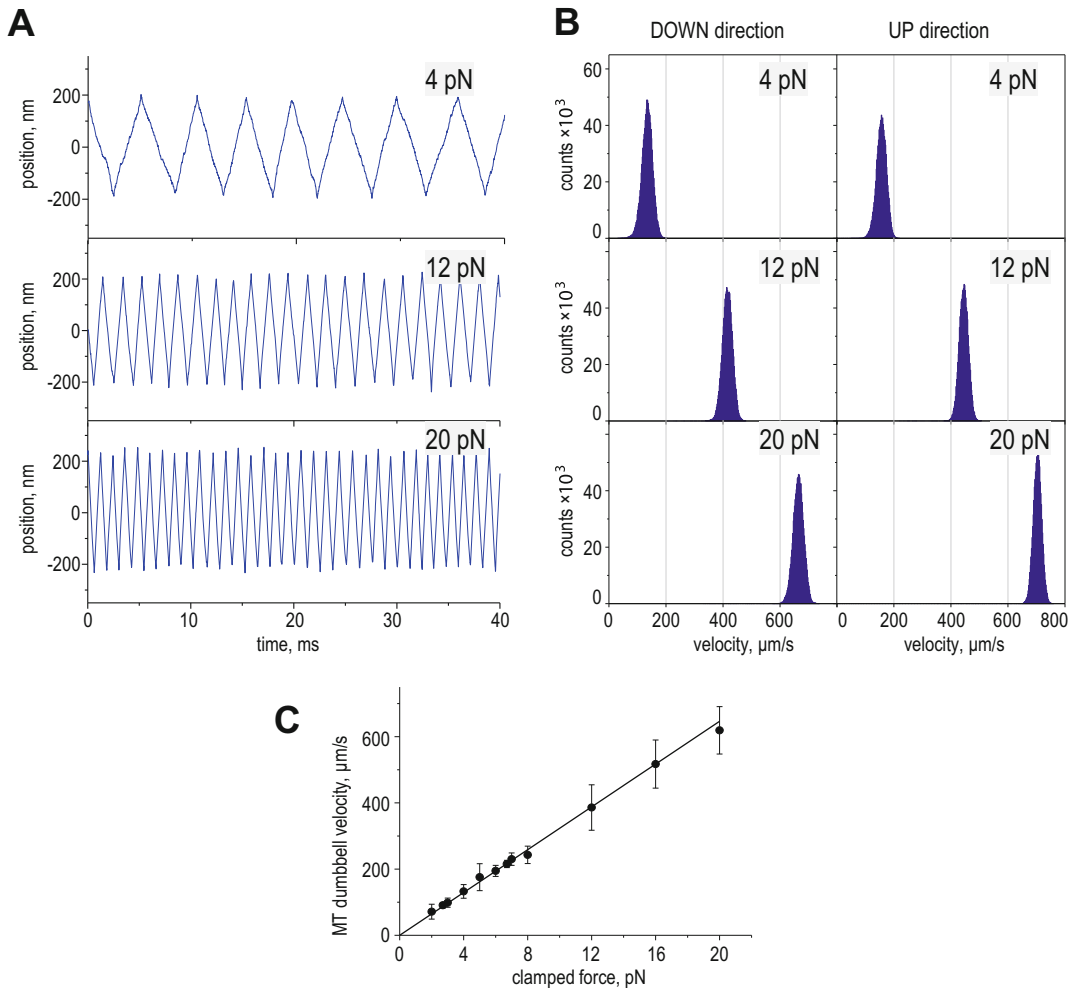 A
4 pN
200
0
-200
position, nm
12 pN
200
0
-200
position, nm
20 pN
200
0
-200
position, nm
0
10
20
30
40
time, ms
B
DOWN direction
UP direction
60
40
20
0
counts ×10³
4 pN
4 pN
40
20
0
counts ×10³
12 pN
12 pN
40
20
0
counts ×10³
20 pN
20 pN
0 200 400 600
0 200 400 600 800
velocity, µm/s
velocity, µm/s
C
600
400
200
0
MT dumbbell velocity, µm/s
0 4 8 12 16 20
clamped force, pN